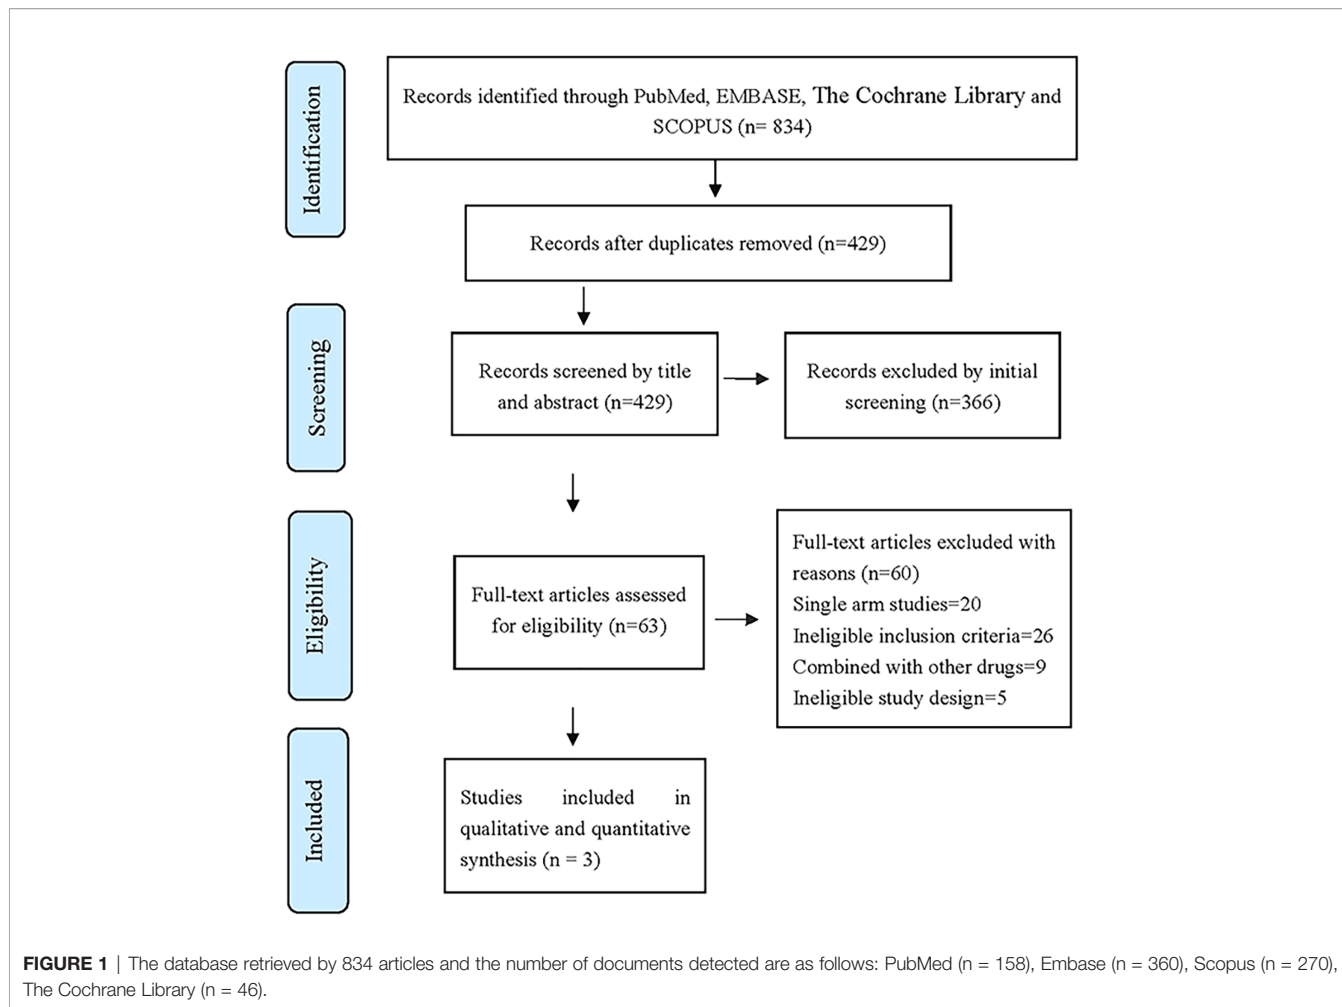 Identification
Records identified through PubMed, EMBASE, The Cochrane Library and
SCOPUS (n= 834)
Records after duplicates removed (n=429)
Screening
Records screened by title
and abstract (n=429)
Records excluded by initial
screening (n=366)
Eligibility
Full-text articles assessed
for eligibility (n=63)
Full-text articles excluded with
reasons (n=60)
Single arm studies=20
Ineligible inclusion criteria=26
Combined with other drugs=9
Ineligible study design=5
Included
Studies included in
qualitative and quantitative
synthesis (n = 3)
FIGURE 1 | The database retrieved by 834 articles and the number of documents detected are as follows: PubMed (n = 158), Embase (n = 360), Scopus (n = 270),
The Cochrane Library (n = 46).